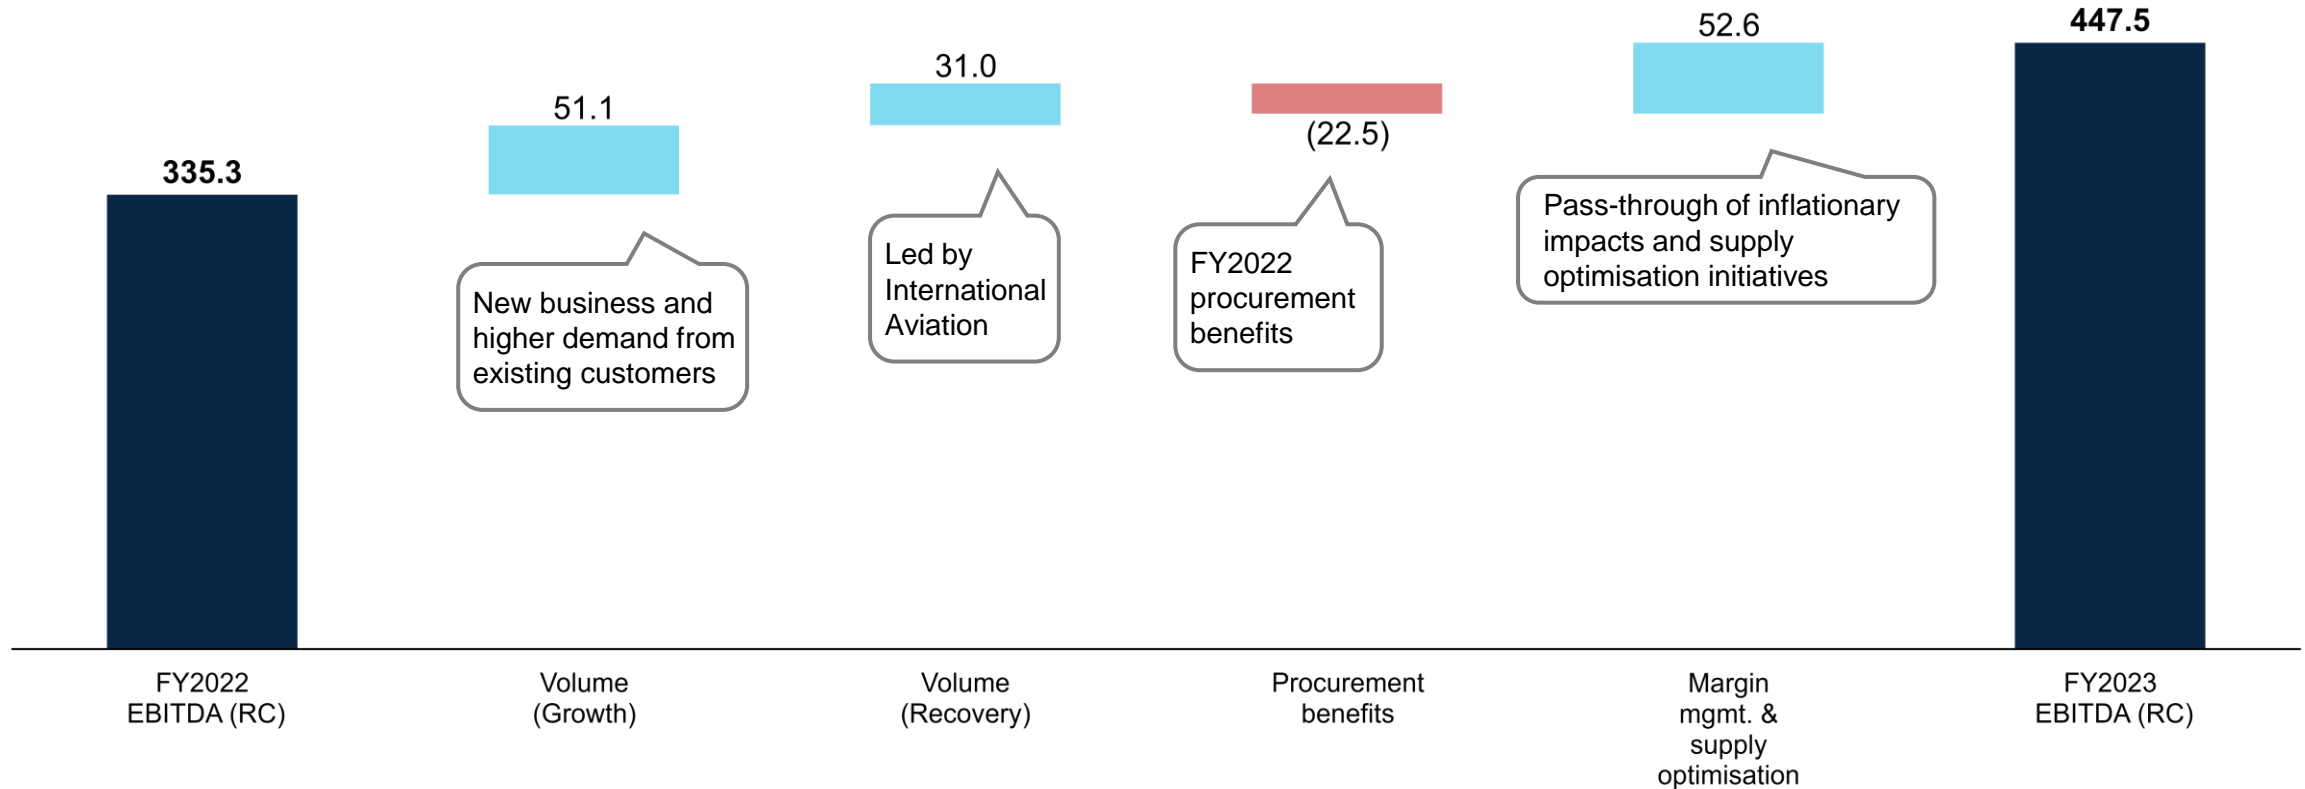 335.3
51.1
31.0
(22.5)
52.6
447.5
New business and
higher demand from
existing customers
Led by
International
Aviation
FY2022
procurement
benefits
Pass-through of inflationary
impacts and supply
optimisation initiatives
FY2022
EBITDA (RC)
Volume
(Growth)
Volume
(Recovery)
Procurement
benefits
Margin
mgmt. &
supply
optimisation
FY2023
EBITDA (RC)